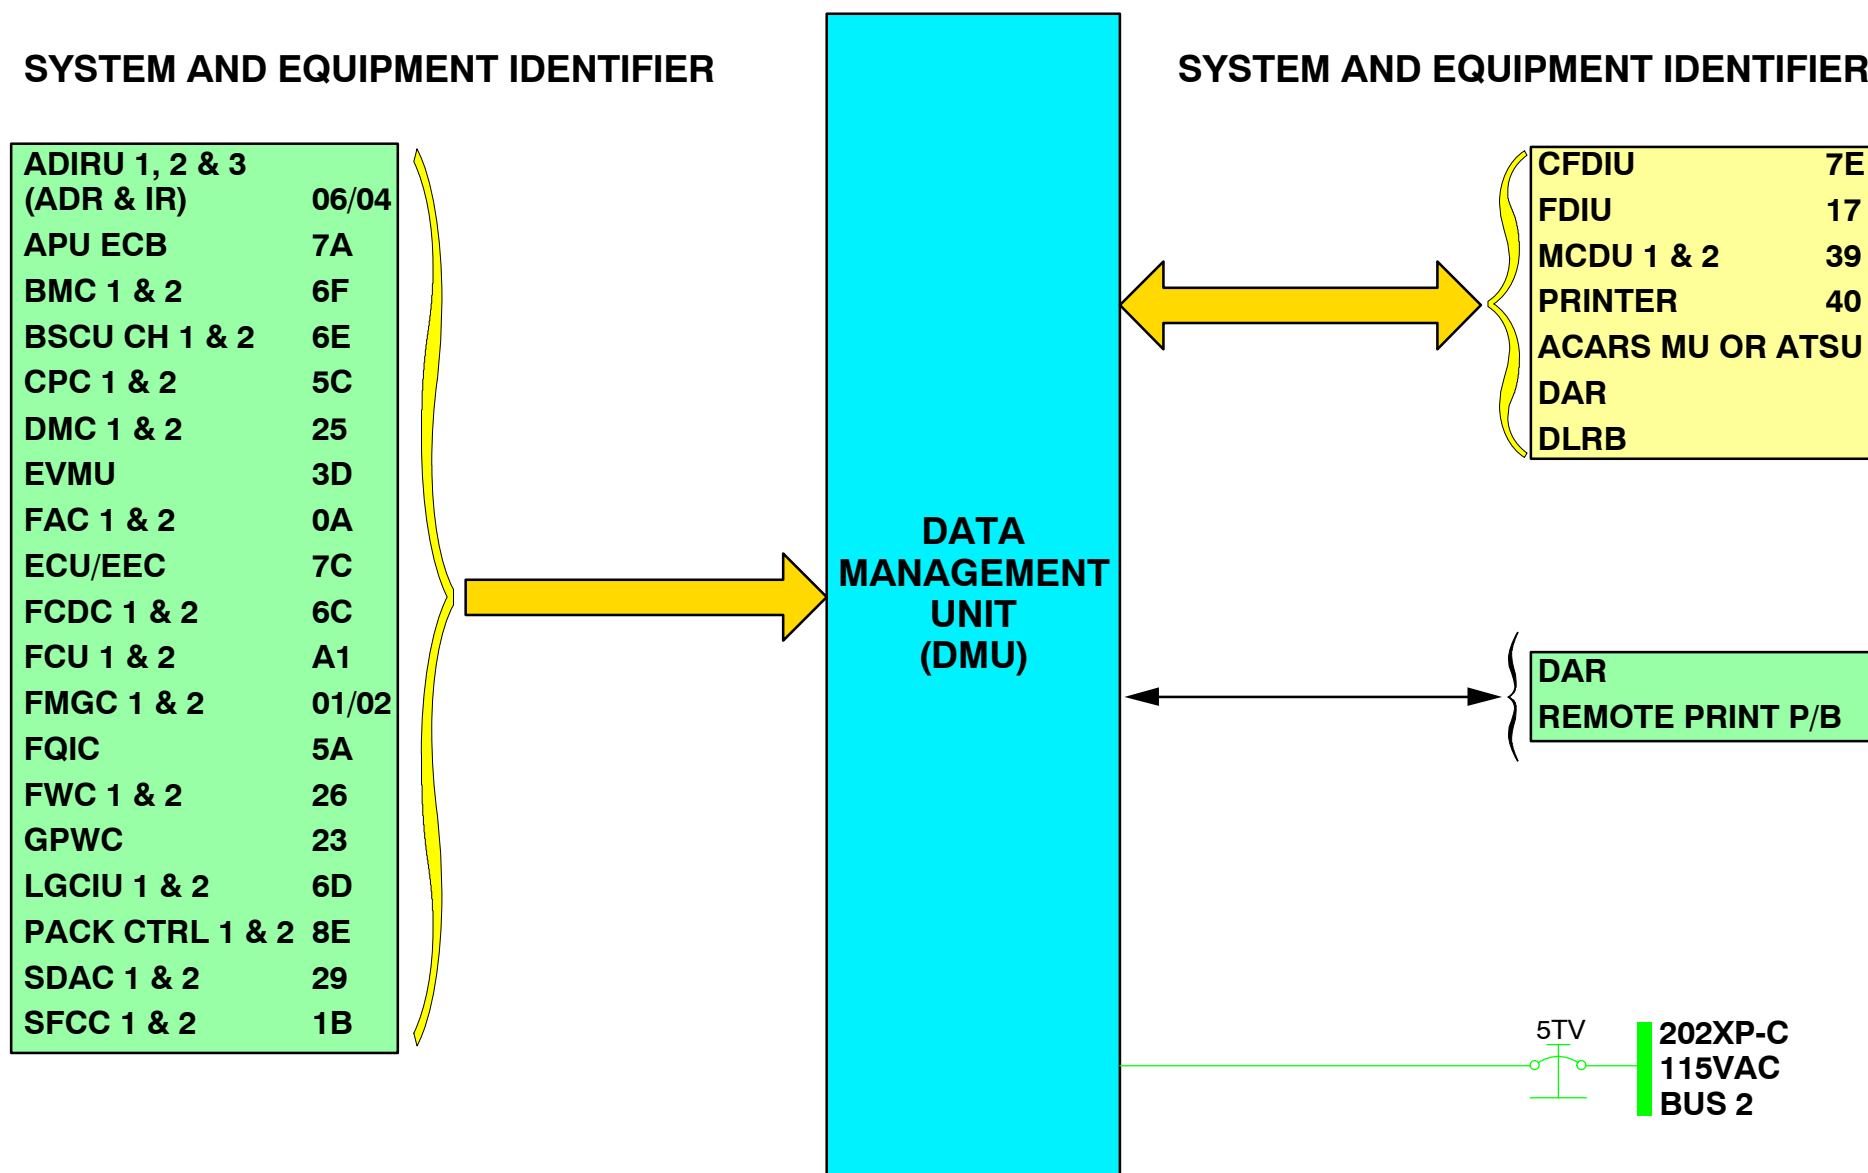 SYSTEM AND EQUIPMENT IDENTIFIER
ADIRU 1, 2 & 3
(ADR & IR) 06/04
APU ECB 7A
BMC 1 & 2 6F
BSCU CH 1 & 2 6E
CPC 1 & 2 5C
DMC 1 & 2 25
EVMU 3D
FAC 1 & 2 0A
ECU/EEC 7C
FCDC 1 & 2 6C
FCU 1 & 2 A1
FMGC 1 & 2 01/02
FQIC 5A
FWC 1 & 2 26
GPWC 23
LGCIU 1 & 2 6D
PACK CTRL 1 & 2 8E
SDAC 1 & 2 29
SFCC 1 & 2 1B
DATA
MANAGEMENT
UNIT
(DMU)
SYSTEM AND EQUIPMENT IDENTIFIER
CFDIU 7E
FDIU 17
MCDU 1 & 2 39
PRINTER 40
ACARS MU OR ATSU
DAR
DLRB
DAR
REMOTE PRINT P/B
5TV
202XP-C
115VAC
BUS 2